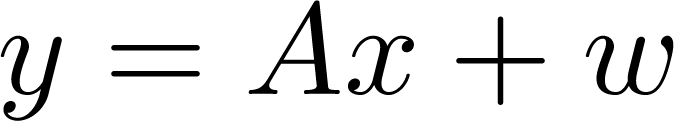 y = Ax + w